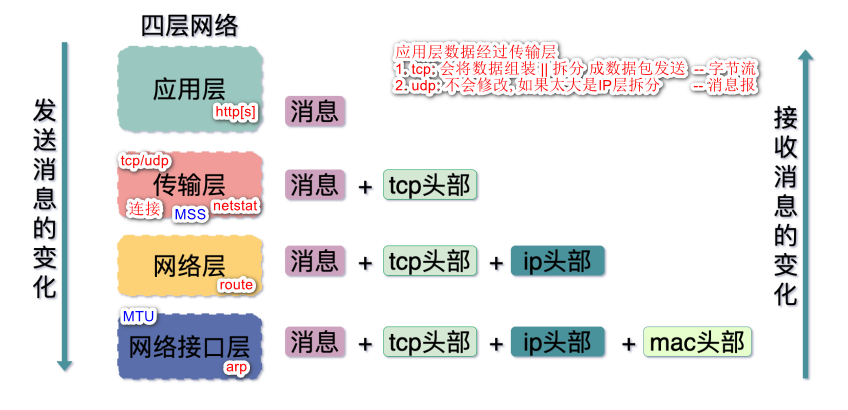 四层网络
应用层
http[s]
消息
应用层数据经过传输层
1. tcp: 会将数据组装 || 拆分 成数据包发送 -- 字节流
2. udp: 不会修改, 如果太大是IP层拆分 -- 消息报
发送消息的变化
接收消息的变化
tcp/udp
传输层
连接 MSS netstat
消息 + tcp头部
网络层
route
消息 + tcp头部 + ip头部
MTU
网络接口层
arp
消息 + tcp头部 + ip头部 + mac头部